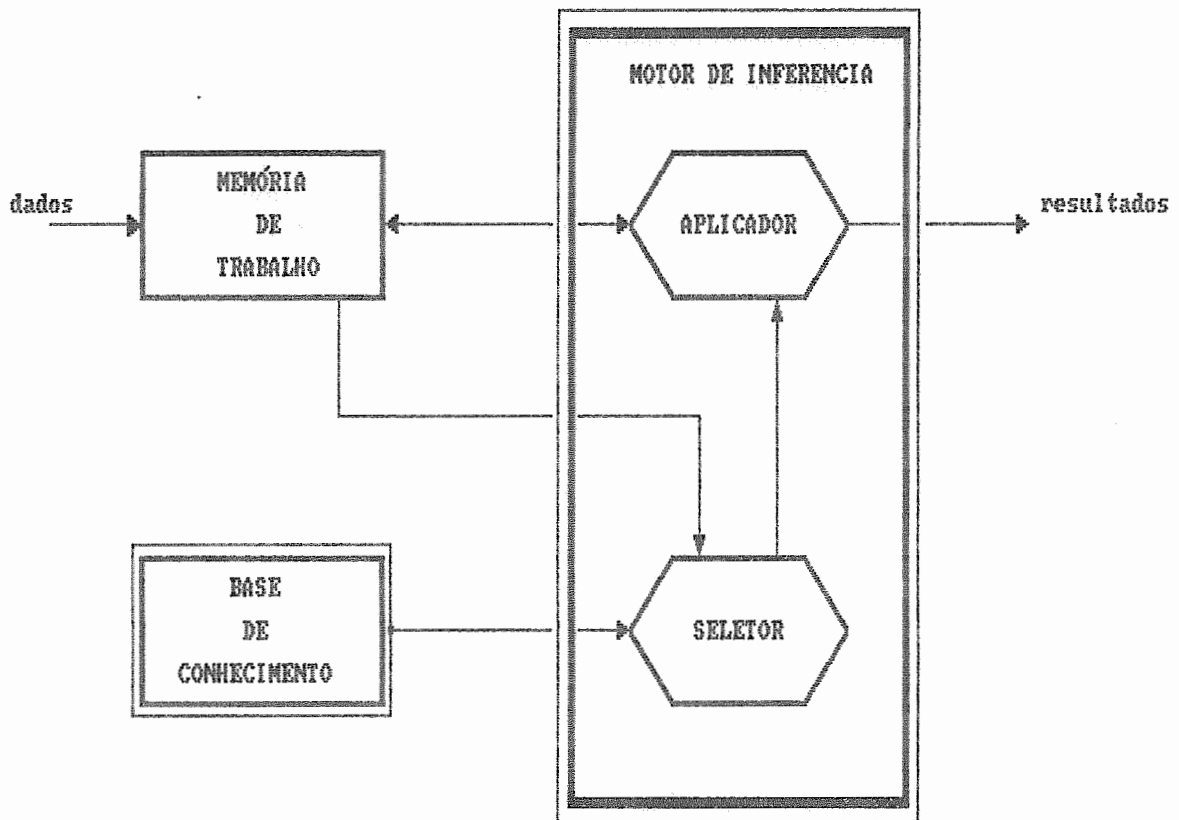 MOTOR DE INFERENCIA
dados
MEMÓRIA
DE
TRABALHO
APLICADOR
resultados
BASE
DE
CONHECIMENTO
SELETOR